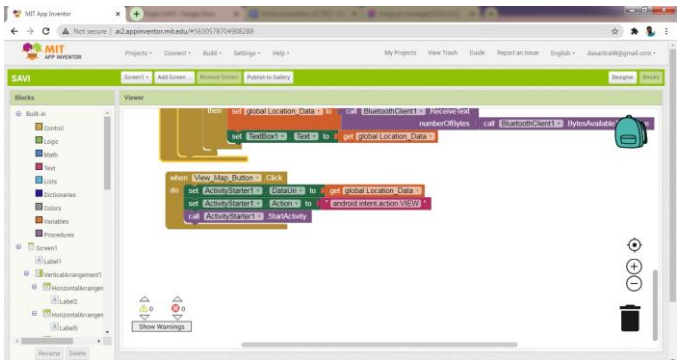 MIT App Inventor
Not secure | ai2.appinventor.mit.edu/#5630578704908288
MIT
APP INVENTOR
Projects Connect Build Settings Help My Projects View Trash Guide Report an Issue English
SAVI
Screen1 Add Screen ... Remove Screen Publish to Gallery Designer Blocks
Blocks
Viewer
Built-in
Control
Logic
Math
Text
Lists
Dictionaries
Colors
Variables
Procedures
Screen1
Label1
VerticalArrangement1
HorizontalArrangen
Label2
HorizontalArrangen
Label5
Rename Delete
then set global Location_Data to call BluetoothClient1 .ReceiveText
numberOfBytes call BluetoothClient1 .BytesAvailable
set TextBox1 . Text to get global Location_Data
when View_Map_Button .Click
do set ActivityStarter1 . DataUri to get global Location_Data
set ActivityStarter1 . Action to " android.intent.action.VIEW "
call ActivityStarter1 .StartActivity
0 0
Show Warnings